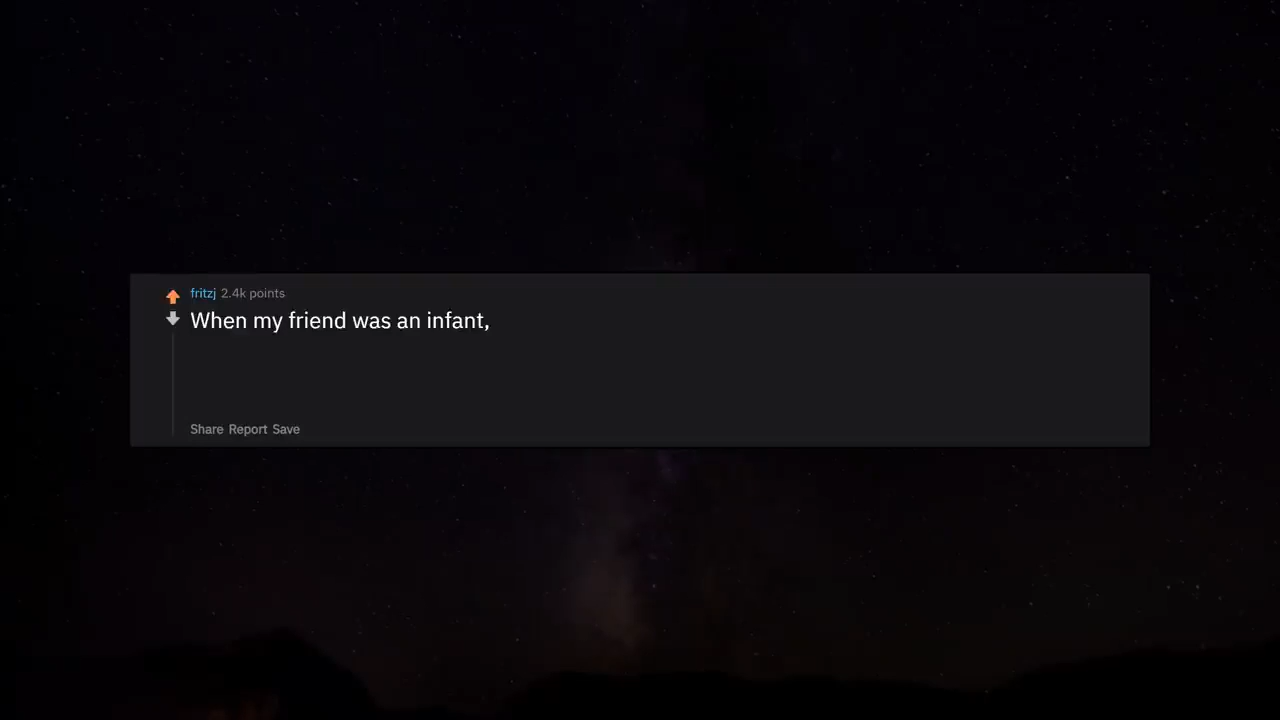 fritzj 2.4k points
When my friend was an infant,
Share Report Save